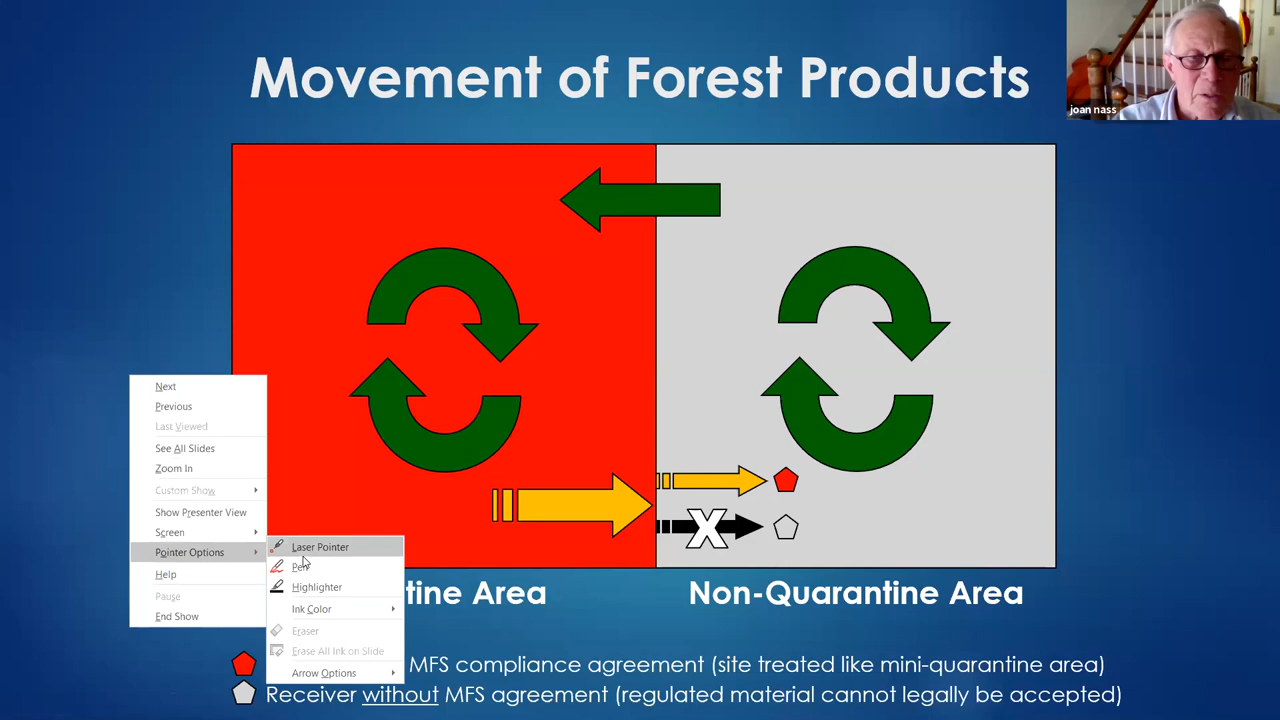 Movement of Forest Products
joan nass
Next
Previous
Last Viewed
See All Slides
Zoom In
Custom Show
Show Presenter View
Screen
Pointer Options
Help
Pause
End Show
Laser Pointer
Pen
Highlighter
Ink Color
Eraser
Erase All Ink on Slide
Arrow Options
X
tine Area
Non-Quarantine Area
MFS compliance agreement (site treated like mini-quarantine area)
Receiver without MFS agreement (regulated material cannot legally be accepted)